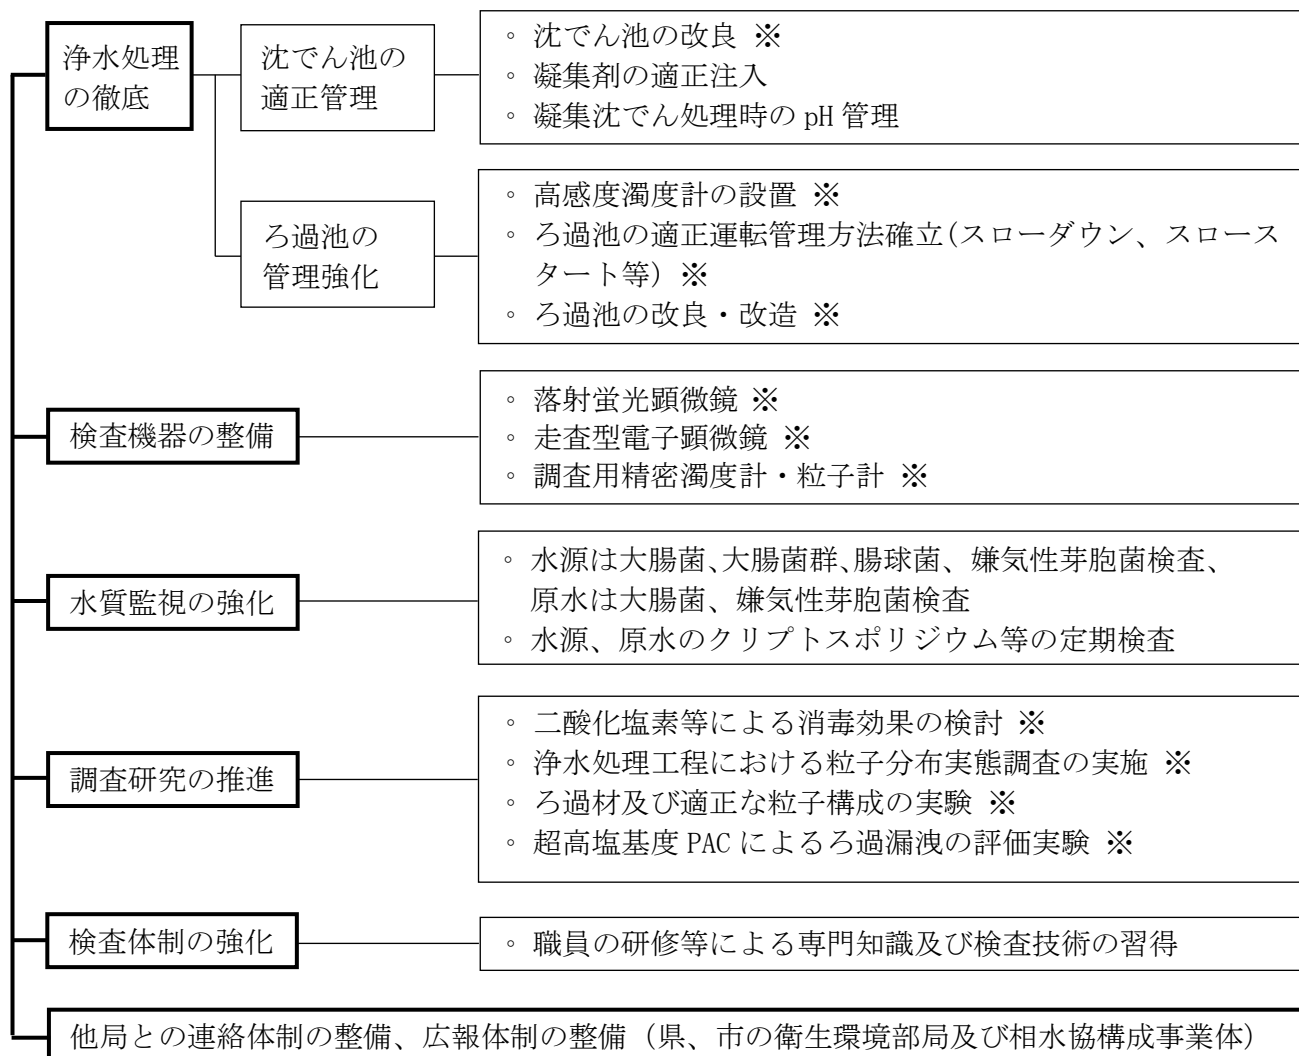 浄水処理
の徹底
沈でん池の
適正管理
◦ 沈でん池の改良 ※
◦ 凝集剤の適正注入
◦ 凝集沈でん処理時の pH 管理
ろ過池の
管理強化
◦ 高感度濁度計の設置 ※
◦ ろ過池の適正運転管理方法確立(スローダウン、スロース
タート等) ※
◦ ろ過池の改良・改造 ※
検査機器の整備
◦ 落射蛍光顕微鏡 ※
◦ 走査型電子顕微鏡 ※
◦ 調査用精密濁度計・粒子計 ※
水質監視の強化
◦ 水源は大腸菌、大腸菌群、腸球菌、嫌気性芽胞菌検査、
原水は大腸菌、嫌気性芽胞菌検査
◦ 水源、原水のクリプトスポリジウム等の定期検査
調査研究の推進
◦ 二酸化塩素等による消毒効果の検討 ※
◦ 浄水処理工程における粒子分布実態調査の実施 ※
◦ ろ過材及び適正な粒子構成の実験 ※
◦ 超高塩基度 PAC によるろ過漏洩の評価実験 ※
検査体制の強化
◦ 職員の研修等による専門知識及び検査技術の習得
他局との連絡体制の整備、広報体制の整備（県、市の衛生環境部局及び相水協構成事業体）